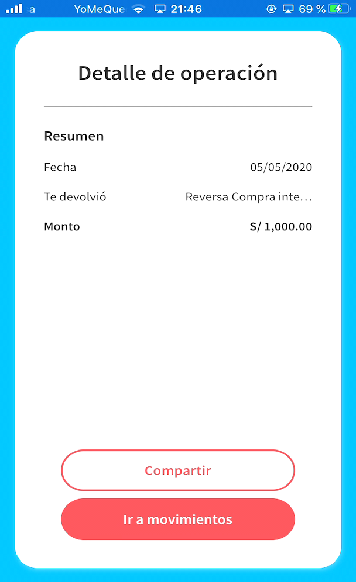 a YoMeQue 21:46 69 %
Detalle de operación
Resumen
Fecha 05/05/2020
Te devolvió Reversa Compra inte...
Monto S/ 1,000.00
Compartir
Ir a movimientos